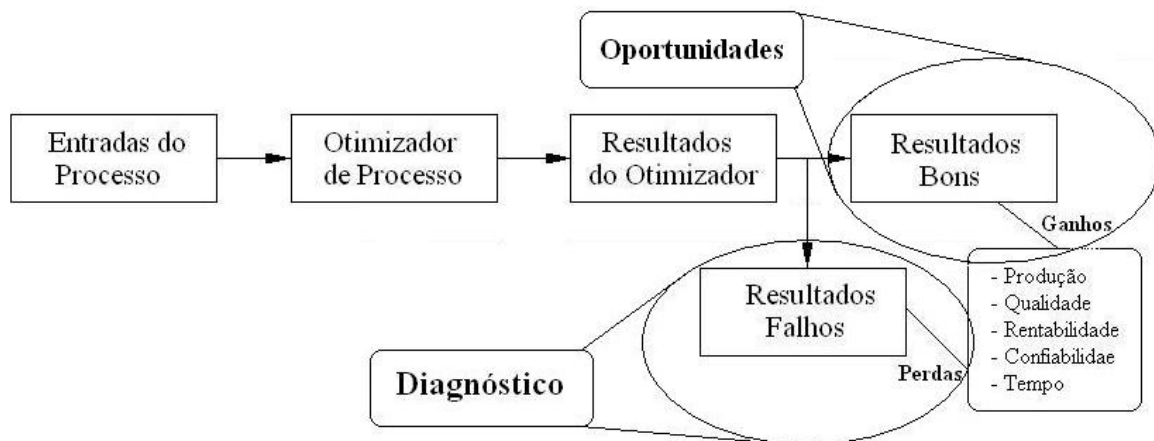 Oportunidades
Entradas do
Processo
Otimizador
de Processo
Resultados
do Otimizador
Resultados
Bons
Ganhos
Resultados
Falhos
Perdas
- Produção
- Qualidade
- Rentabilidade
- Confiabilidae
- Tempo
Diagnóstico